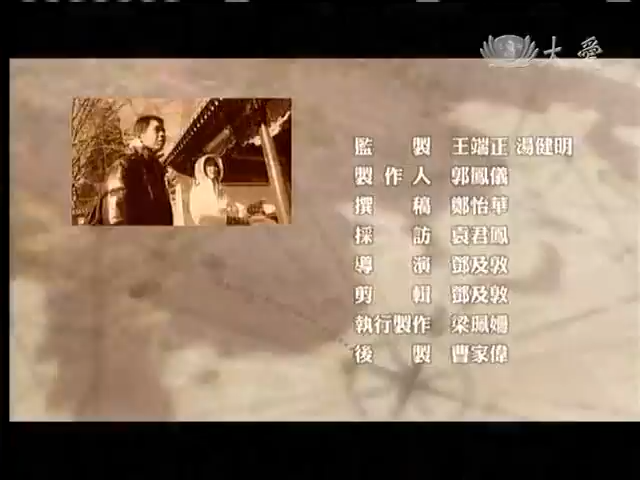 大愛
監製 王端正 湯健明
製作人 郭鳳儀
撰稿 鄭怡華
採訪 袁君鳳
導演 鄧及敦
剪輯 鄧及敦
執行製作 梁珮姍
後製 曹家偉